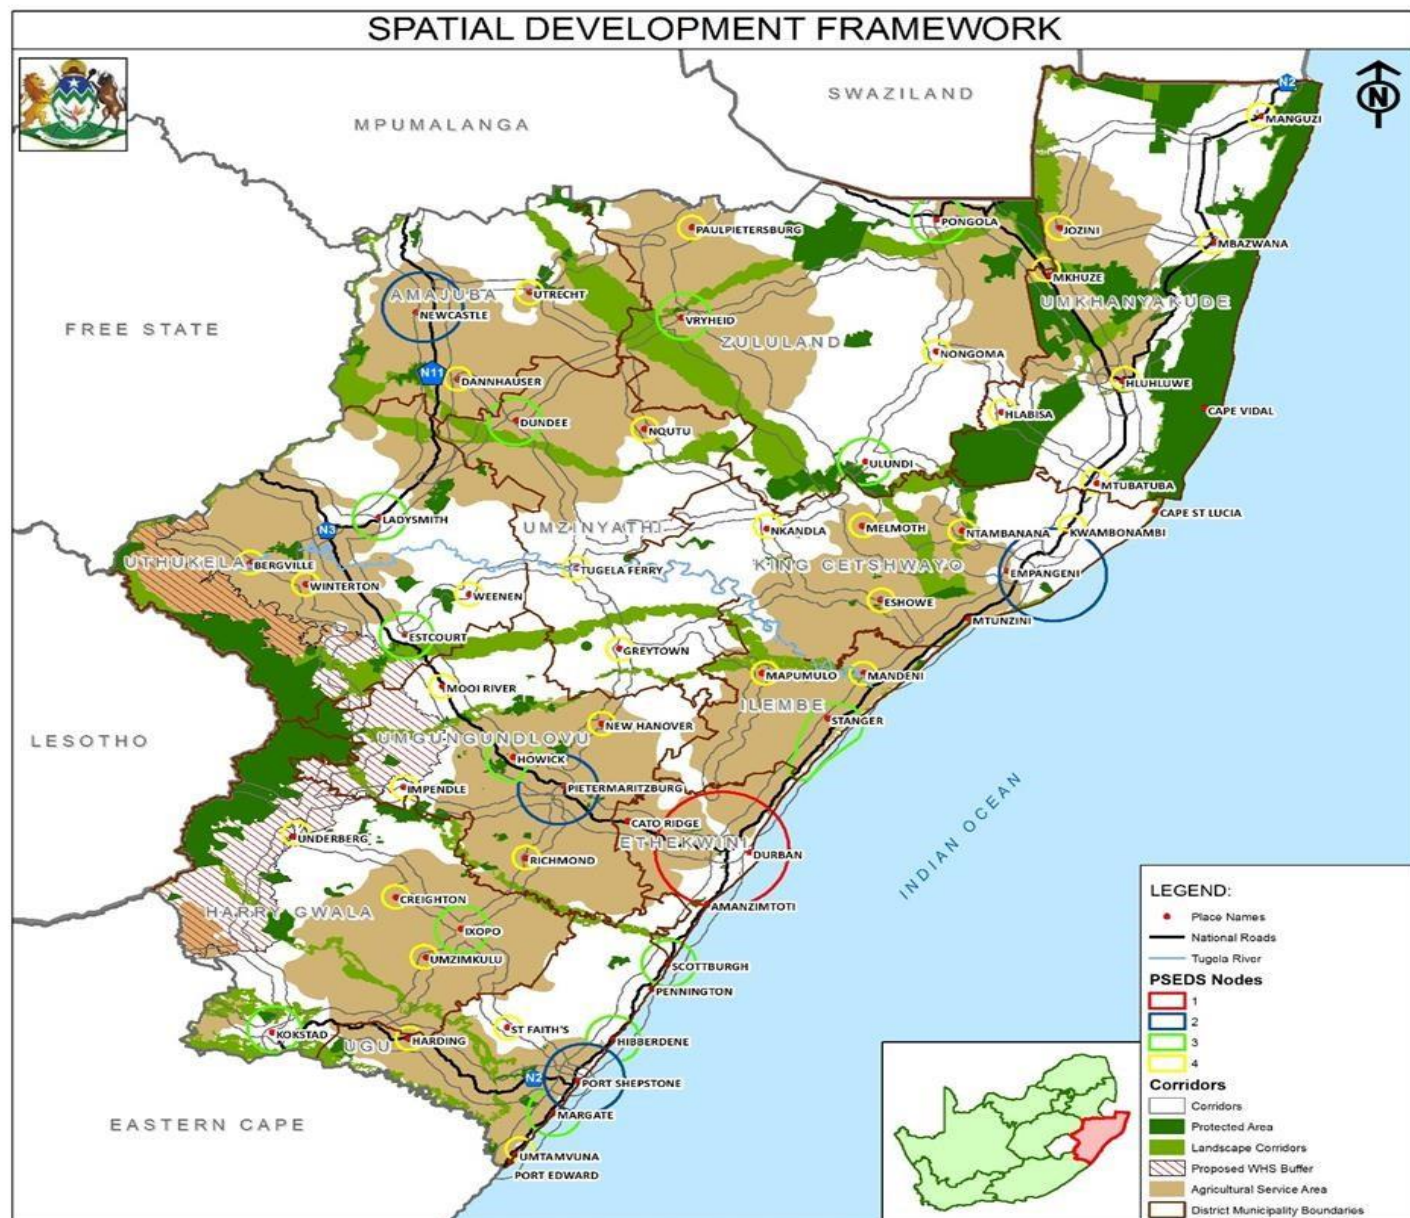 SPATIAL DEVELOPMENT FRAMEWORK
SWAZILAND
N2
MPUMALANGA
MANGUZI
PAULPIETERSBURG
PONGOLA
JOZINI
MBAZWANA
MKHUZE
AMAJUBA
UTRECHT
UMKHANYAKUDE
NEWCASTLE
VRYHEID
FREE STATE
ZULULAND
NONGOMA
N11
DANNHAUSER
HLUHLUWE
HLABISA
CAPE VIDAL
DUNDEE
NQUTU
ULUNDI
MTUBATUBA
LADYSMITH
CAPE ST LUCIA
N3
UMZINYATHI
NKANDLA
MELMOTH
NTAMBANANA
KWAMBONAMBI
UTHUKELA
BERGVILLE
TUGELA FERRY
KING CETSHWAYO
EMPANGENI
WINTERTON
WEENEN
ESHOWE
MTUNZINI
ESTCOURT
GREYTOWN
MAPUMULO
MANDENI
MOOI RIVER
ILEMBE
STANGER
NEW HANOVER
LESOTHO
UMGUNGUNDLOVU
HOWICK
IMPENDLE
PIETERMARITZBURG
INDIAN OCEAN
CATO RIDGE
UNDERBERG
ETHEKWINI
DURBAN
RICHMOND
CREIGHTON
AMANZIMTOTI
HARRY GWALA
IXOPO
UMZIMKULU
SCOTTBURGH
PENNINGTON
ST FAITH'S
KOKSTAD
HARDING
HIBBERDENE
UGU
N2
PORT SHEPSTONE
MARGATE
EASTERN CAPE
UMTAMVUNA
PORT EDWARD
N
LEGEND:
Place Names
National Roads
Tugela River
PSEDS Nodes
1
2
3
4
Corridors
Corridors
Protected Area
Landscape Corridors
Proposed WHS Buffer
Agricultural Service Area
District Municipality Boundaries